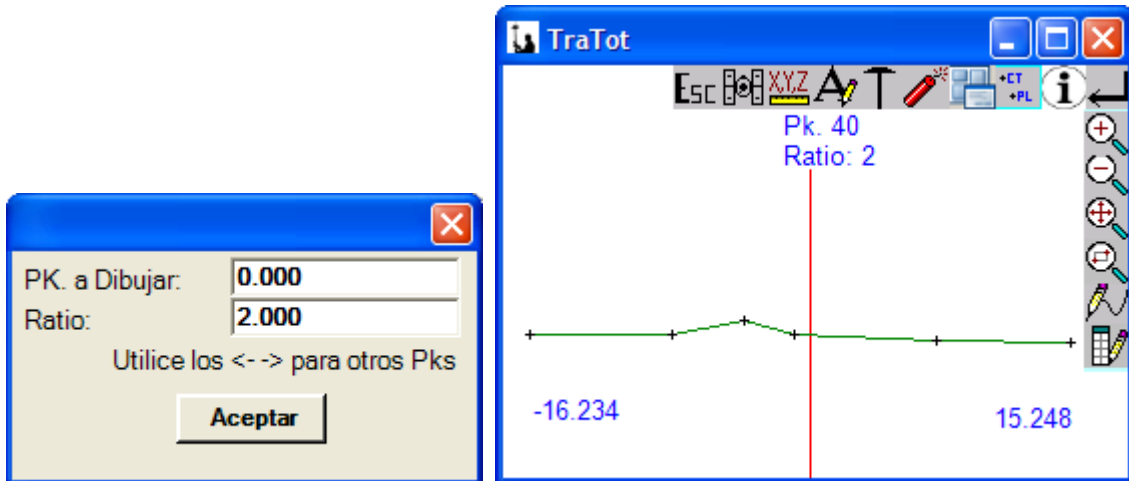 PK. a Dibujar: 0.000
Ratio: 2.000
Utilice los <--> para otros Pks
Aceptar
TraTot
Esc X,Y,Z A T +CT +PL i
Pk. 40
Ratio: 2
-16.234 15.248